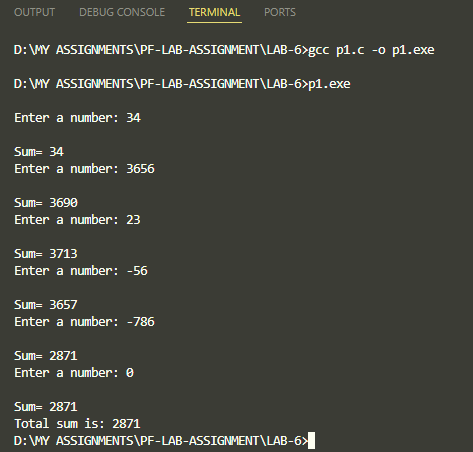 OUTPUT DEBUG CONSOLE TERMINAL PORTS
D:\MY ASSIGNMENTS\PF-LAB-ASSIGNMENT\LAB-6>gcc p1.c -o p1.exe
D:\MY ASSIGNMENTS\PF-LAB-ASSIGNMENT\LAB-6>p1.exe
Enter a number: 34
Sum= 34
Enter a number: 3656
Sum= 3690
Enter a number: 23
Sum= 3713
Enter a number: -56
Sum= 3657
Enter a number: -786
Sum= 2871
Enter a number: 0
Sum= 2871
Total sum is: 2871
D:\MY ASSIGNMENTS\PF-LAB-ASSIGNMENT\LAB-6>